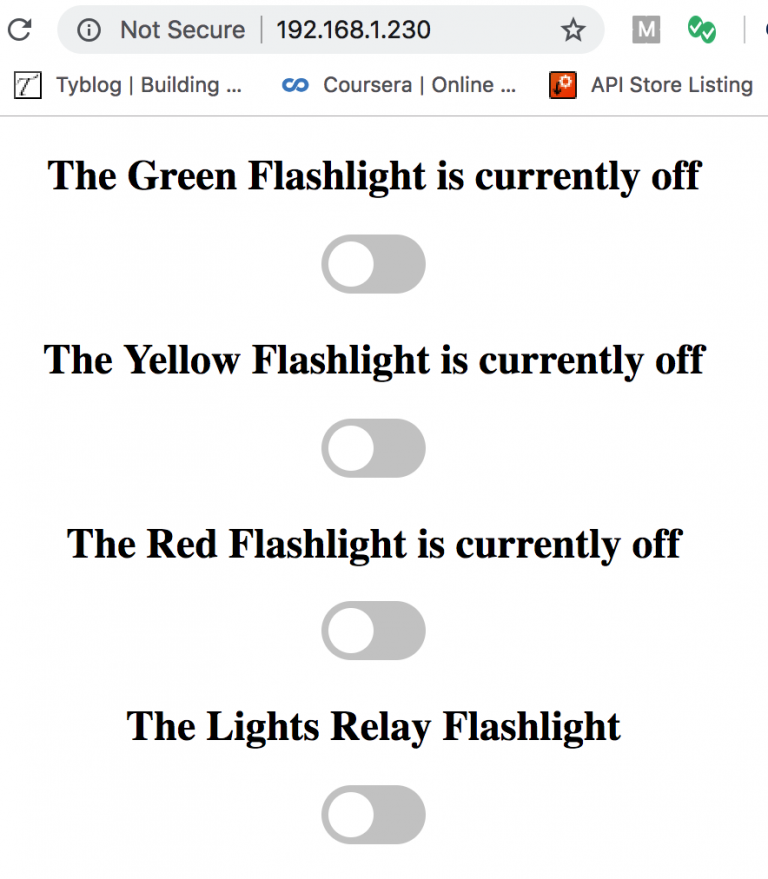 Not Secure | 192.168.1.230 M
Tyblog | Building ... Coursera | Online ... API Store Listing
The Green Flashlight is currently off
The Yellow Flashlight is currently off
The Red Flashlight is currently off
The Lights Relay Flashlight